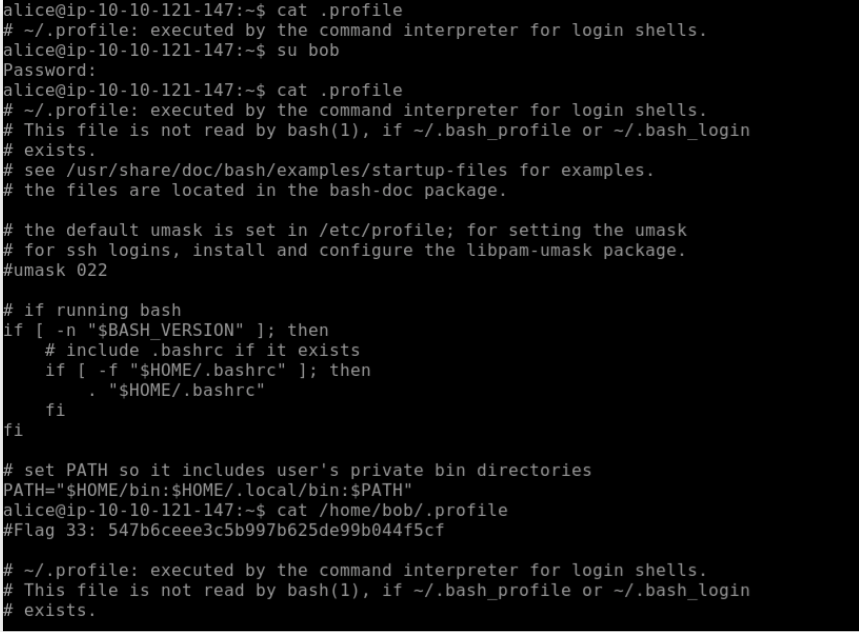 alice@ip-10-10-121-147:~$ cat .profile
# ~/.profile: executed by the command interpreter for login shells.
alice@ip-10-10-121-147:~$ su bob
Password:
alice@ip-10-10-121-147:~$ cat .profile
# ~/.profile: executed by the command interpreter for login shells.
# This file is not read by bash(1), if ~/.bash_profile or ~/.bash_login
# exists.
# see /usr/share/doc/bash/examples/startup-files for examples.
# the files are located in the bash-doc package.

# the default umask is set in /etc/profile; for setting the umask
# for ssh logins, install and configure the libpam-umask package.
#umask 022

# if running bash
if [ -n "$BASH_VERSION" ]; then
    # include .bashrc if it exists
    if [ -f "$HOME/.bashrc" ]; then
        . "$HOME/.bashrc"
    fi
fi

# set PATH so it includes user's private bin directories
PATH="$HOME/bin:$HOME/.local/bin:$PATH"
alice@ip-10-10-121-147:~$ cat /home/bob/.profile
#Flag 33: 547b6ceee3c5b997b625de99b044f5cf

# ~/.profile: executed by the command interpreter for login shells.
# This file is not read by bash(1), if ~/.bash_profile or ~/.bash_login
# exists.